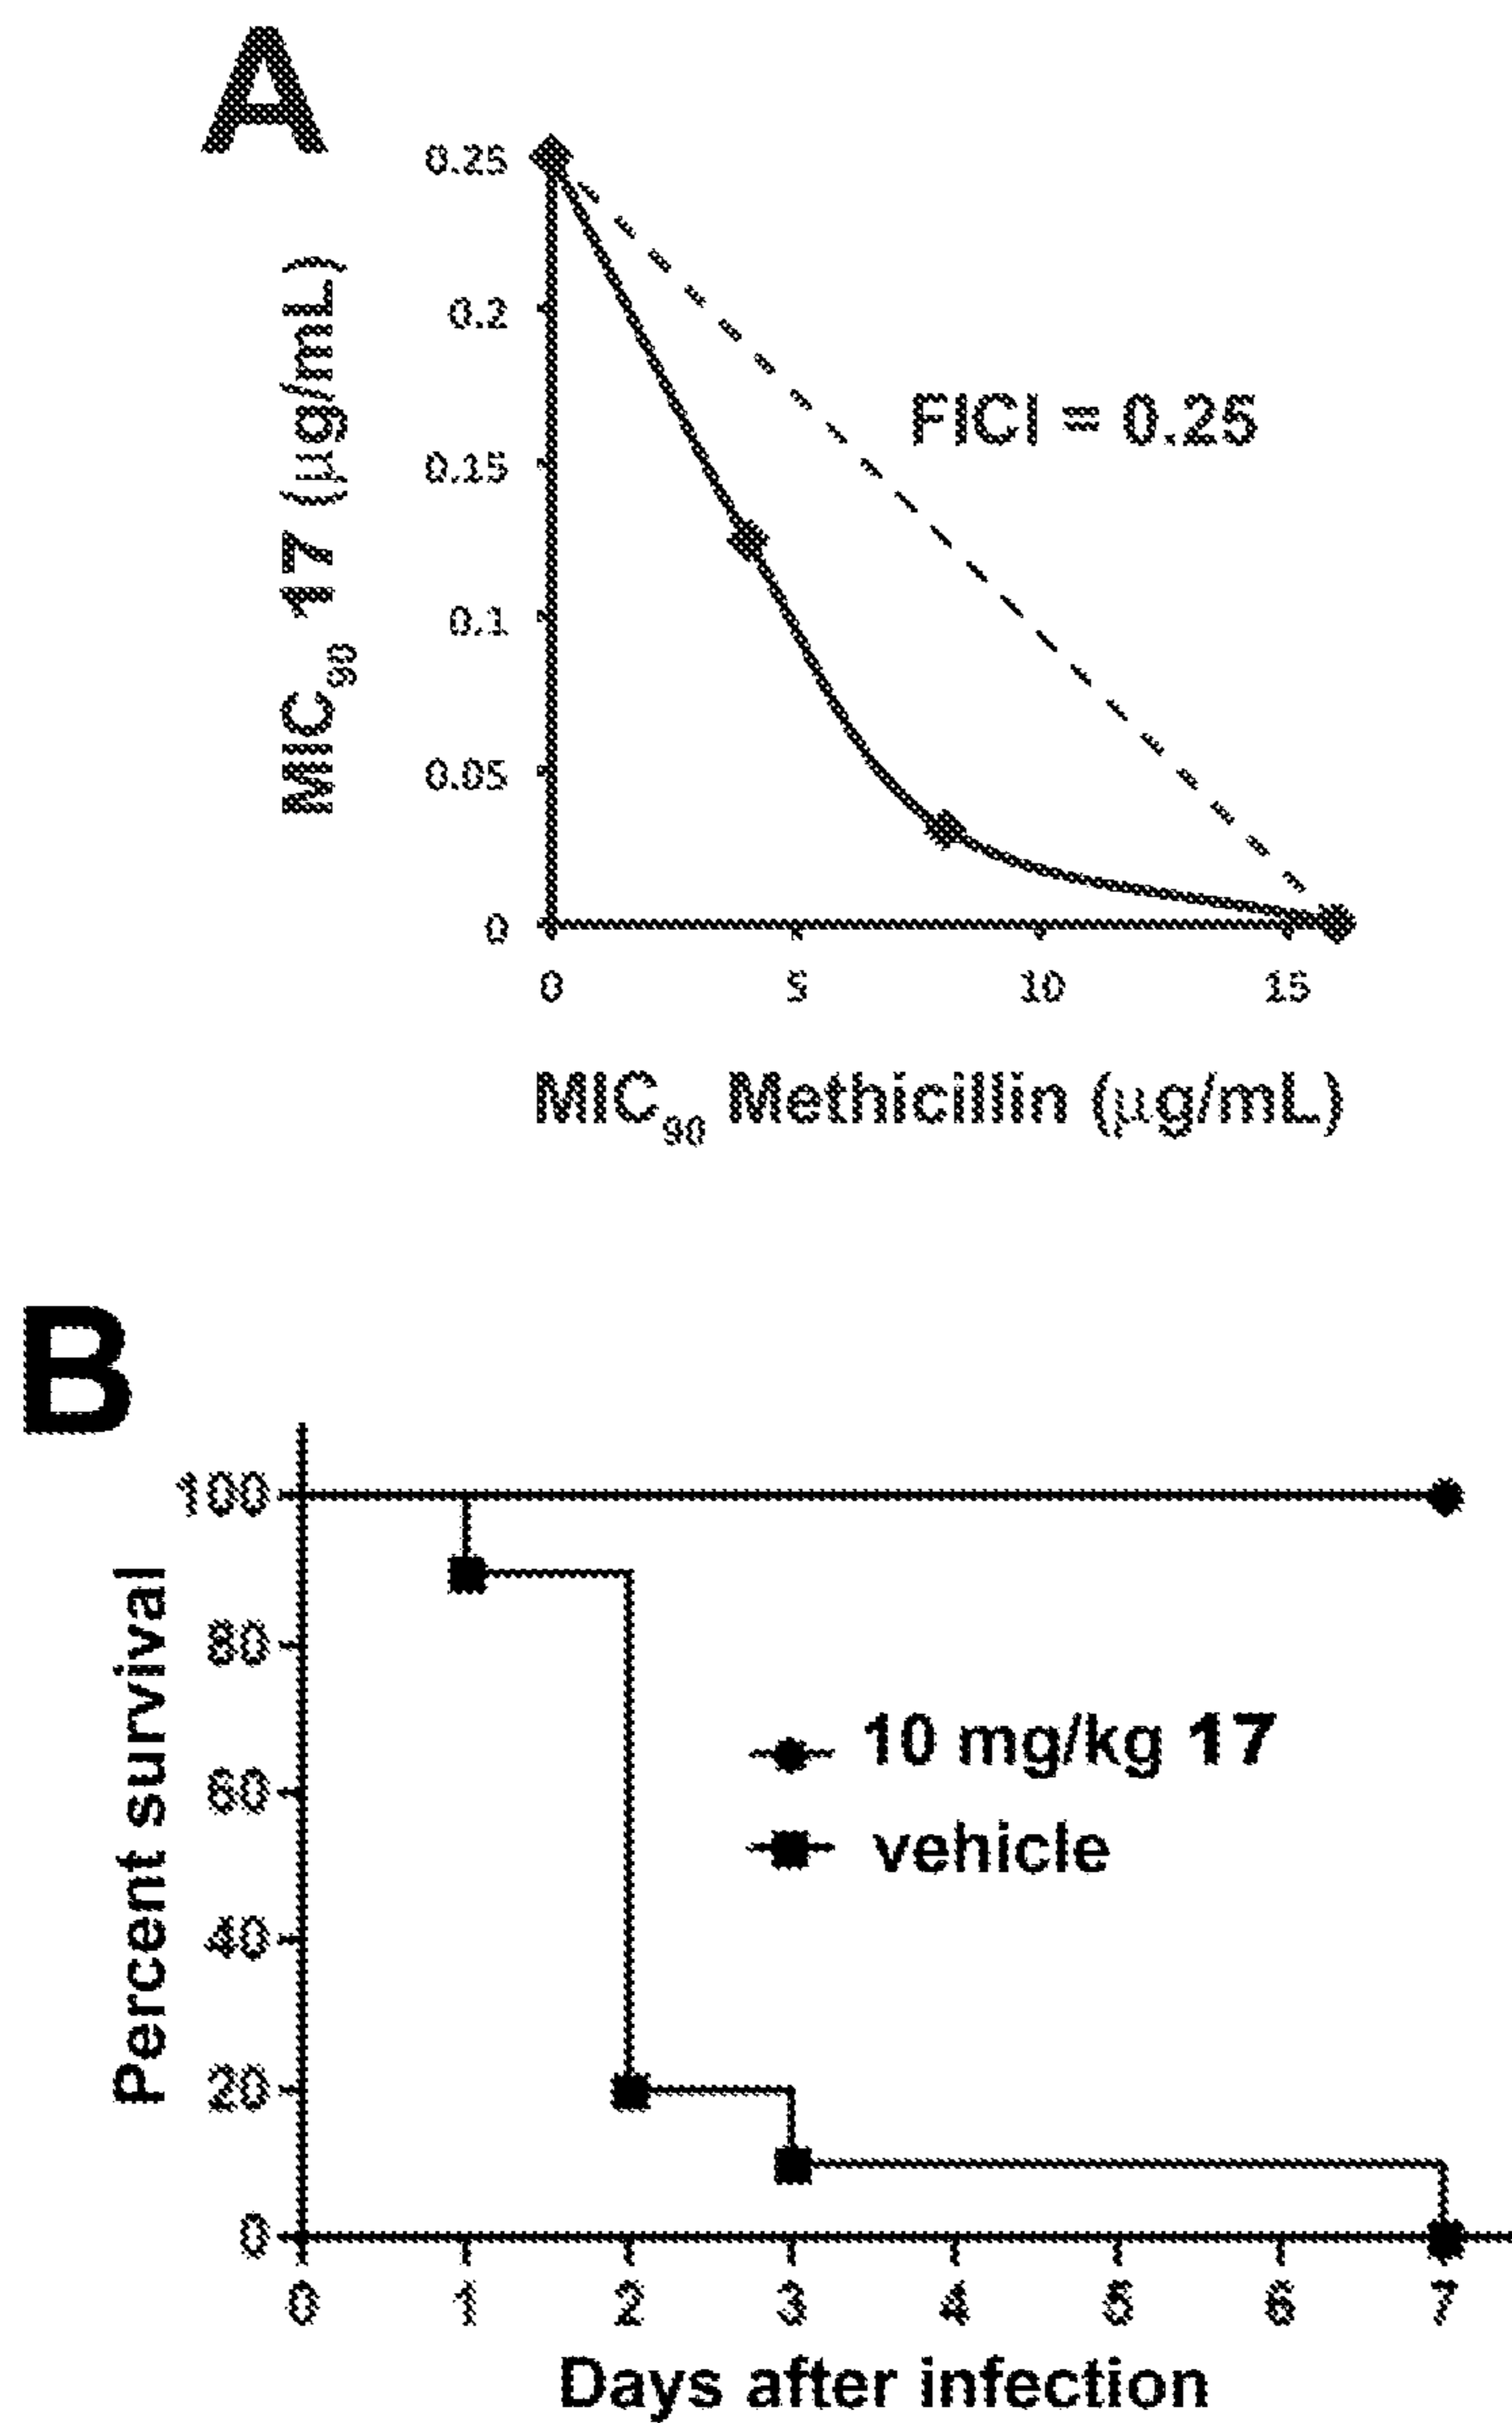 A
MIC90 17 (µg/mL)
0.25
0.2
0.15
0.1
0.05
0
FICI = 0.25
0 5 10 15
MIC90 Methicillin (µg/mL)
B
Percent survival
100
80
60
40
20
0
10 mg/kg 17
vehicle
0 1 2 3 4 5 6 7
Days after infection